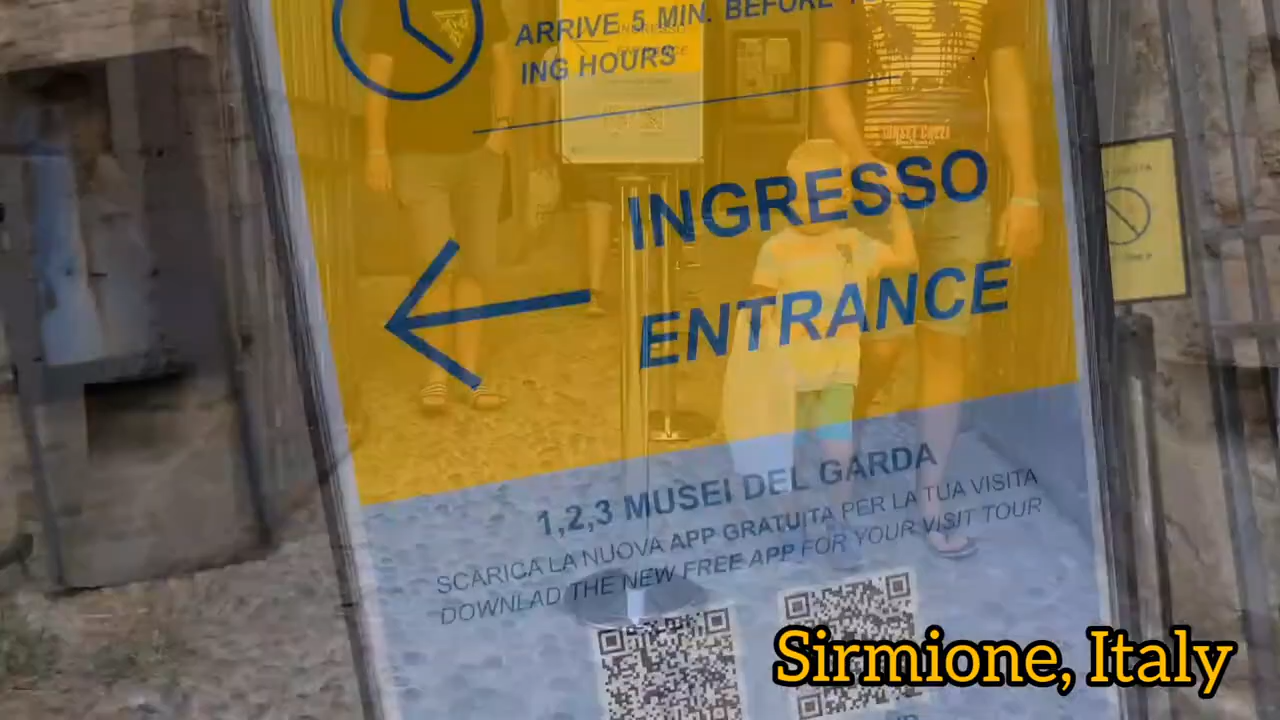 ARRIVE 5 MIN. BEFORE
ING HOURS
INGRESSO
ENTRANCE
1,2,3 MUSEI DEL GARDA
SCARICA LA NUOVA APP GRATUITA PER LA TUA VISITA
DOWNLAD THE NEW FREE APP FOR YOUR VISIT TOUR
Sirmione, Italy